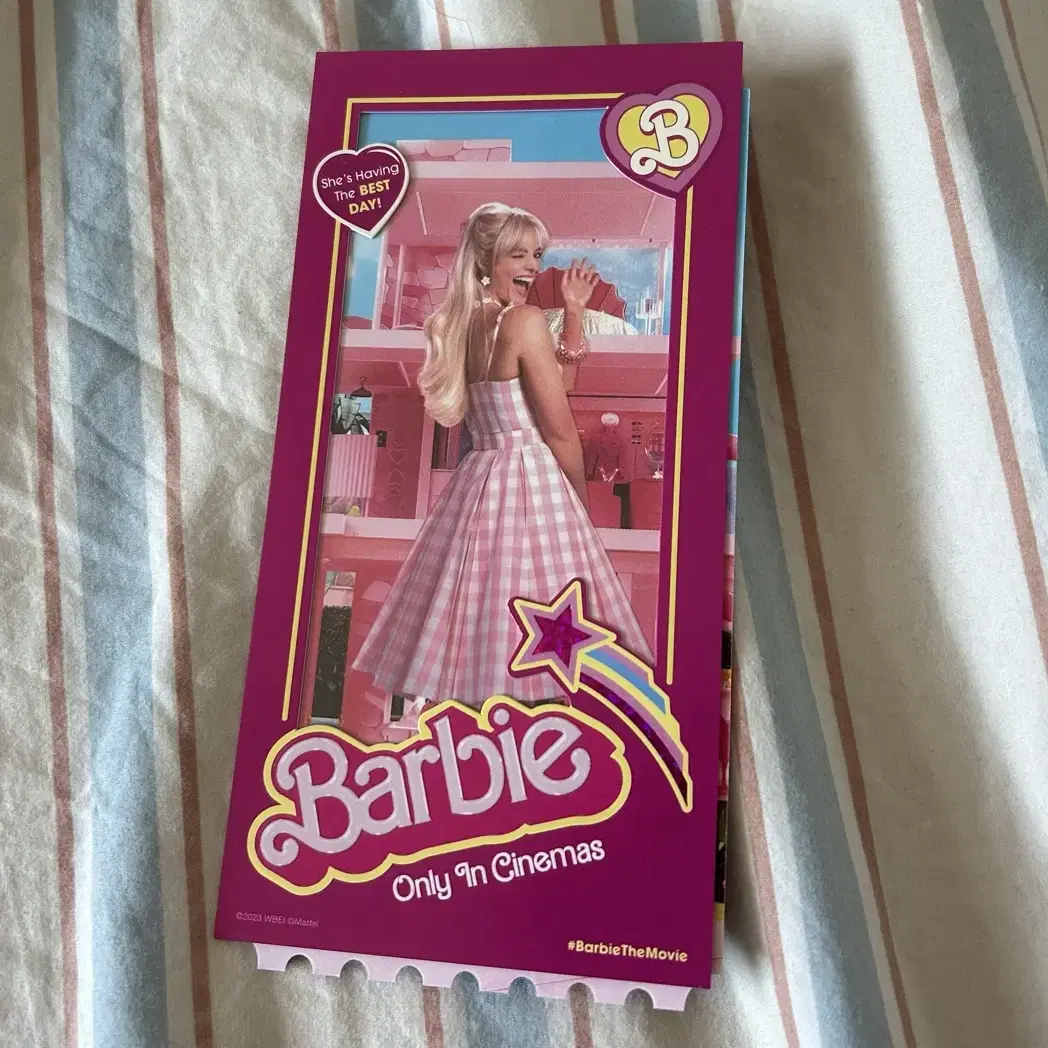 B
She's Having
The BEST
DAY!
Barbie
Only In Cinemas
©2023 WBEI ©Mattel
#BarbieTheMovie